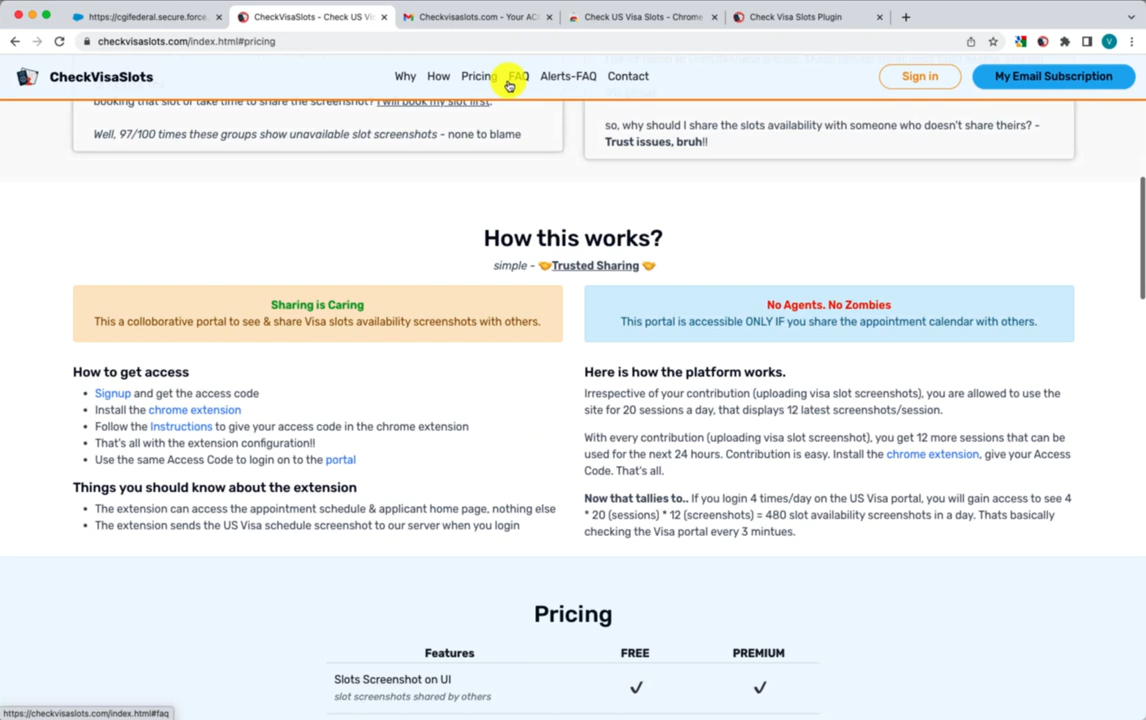 https://cgifederal.secure.force.
CheckVisaSlots - Check US Vi
Checkvisaslots.com - Your AC
Check US Visa Slots - Chrome
Check Visa Slots Plugin
checkvisaslots.com/index.html#pricing
V
CheckVisaSlots
Why How Pricing FAQ Alerts-FAQ Contact
Sign in
My Email Subscription
booking that slot or take time to share the screenshot? I will book my slot first.
Well, 97/100 times these groups show unavailable slot screenshots - none to blame
so, why should I share the slots availability with someone who doesn't share theirs? -
Trust issues, bruh!!
How this works?
simple - 🤝Trusted Sharing 🤝
Sharing is Caring
This a colloborative portal to see & share Visa slots availability screenshots with others.
No Agents. No Zombies
This portal is accessible ONLY IF you share the appointment calendar with others.
How to get access
• Signup and get the access code
• Install the chrome extension
• Follow the Instructions to give your access code in the chrome extension
• That's all with the extension configuration!!
• Use the same Access Code to login on to the portal
Things you should know about the extension
• The extension can access the appointment schedule & applicant home page, nothing else
• The extension sends the US Visa schedule screenshot to our server when you login
Here is how the platform works.
Irrespective of your contribution (uploading visa slot screenshots), you are allowed to use the
site for 20 sessions a day, that displays 12 latest screenshots/session.
With every contribution (uploading visa slot screenshot), you get 12 more sessions that can be
used for the next 24 hours. Contribution is easy. Install the chrome extension, give your Access
Code. That's all.
Now that tallies to.. If you login 4 times/day on the US Visa portal, you will gain access to see 4
* 20 (sessions) * 12 (screenshots) = 480 slot availability screenshots in a day. Thats basically
checking the Visa portal every 3 mintues.
Pricing
Features FREE PREMIUM
Slots Screenshot on UI ✓ ✓
slot screenshots shared by others
https://checkvisaslots.com/index.html#faq